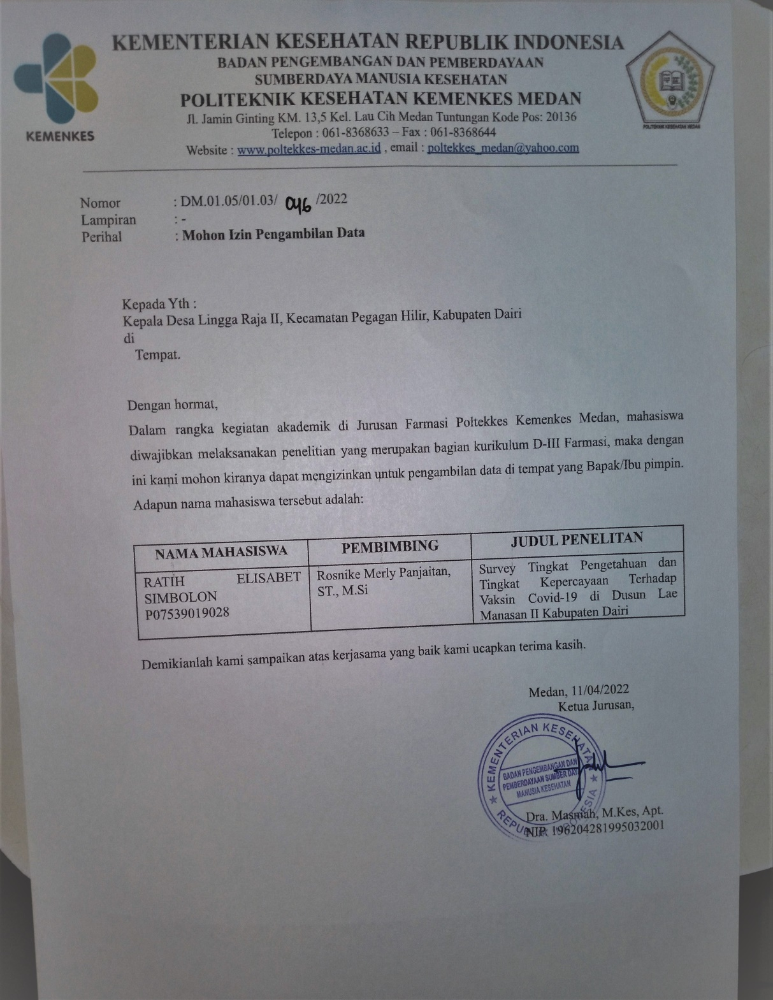 KEMENTERIAN KESEHATAN REPUBLIK INDONESIA
BADAN PENGEMBANGAN DAN PEMBERDAYAAN
SUMBERDAYA MANUSIA KESEHATAN
POLITEKNIK KESEHATAN KEMENKES MEDAN
Jl. Jamin Ginting KM. 13,5 Kel. Lau Cih Medan Tuntungan Kode Pos: 20136
Telepon : 061-8368633 – Fax : 061-8368644
Website : www.poltekkes-medan.ac.id , email : poltekkes_medan@yahoo.com
KEMENKES
POLITEKNIK KESEHATAN MEDAN
Nomor : DM.01.05/01.03/ 046 /2022
Lampiran : -
Perihal : Mohon Izin Pengambilan Data
Kepada Yth :
Kepala Desa Lingga Raja II, Kecamatan Pegagan Hilir, Kabupaten Dairi
di
Tempat.
Dengan hormat,
Dalam rangka kegiatan akademik di Jurusan Farmasi Poltekkes Kemenkes Medan, mahasiswa
diwajibkan melaksanakan penelitian yang merupakan bagian kurikulum D-III Farmasi, maka dengan
ini kami mohon kiranya dapat mengizinkan untuk pengambilan data di tempat yang Bapak/Ibu pimpin.
Adapun nama mahasiswa tersebut adalah:
NAMA MAHASISWA PEMBIMBING JUDUL PENELITAN
RATIH ELISABET
SIMBOLON
P07539019028
Rosnike Merly Panjaitan,
ST., M.Si
Survey Tingkat Pengetahuan dan
Tingkat Kepercayaan Terhadap
Vaksin Covid-19 di Dusun Lae
Manasan II Kabupaten Dairi
Demikianlah kami sampaikan atas kerjasama yang baik kami ucapkan terima kasih.
Medan, 11/04/2022
Ketua Jurusan,
KEMENTERIAN KESEHATAN
BADAN PENGEMBANGAN DAN
PEMBERDAYAAN SUMBER DAYA
MANUSIA KESEHATAN
REPUBLIK INDONESIA
Dra. Masniah, M.Kes, Apt.
NIP. 196204281995032001